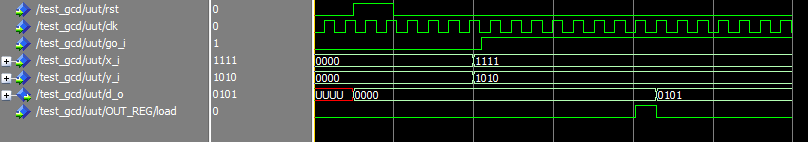 /test_gcd/uut/rst 0
/test_gcd/uut/clk 0
/test_gcd/uut/go_i 1
/test_gcd/uut/x_i 1111 0000 1111
/test_gcd/uut/y_i 1010 0000 1010
/test_gcd/uut/d_o 0101 UUUU 0000 0101
/test_gcd/uut/OUT_REG/load 0